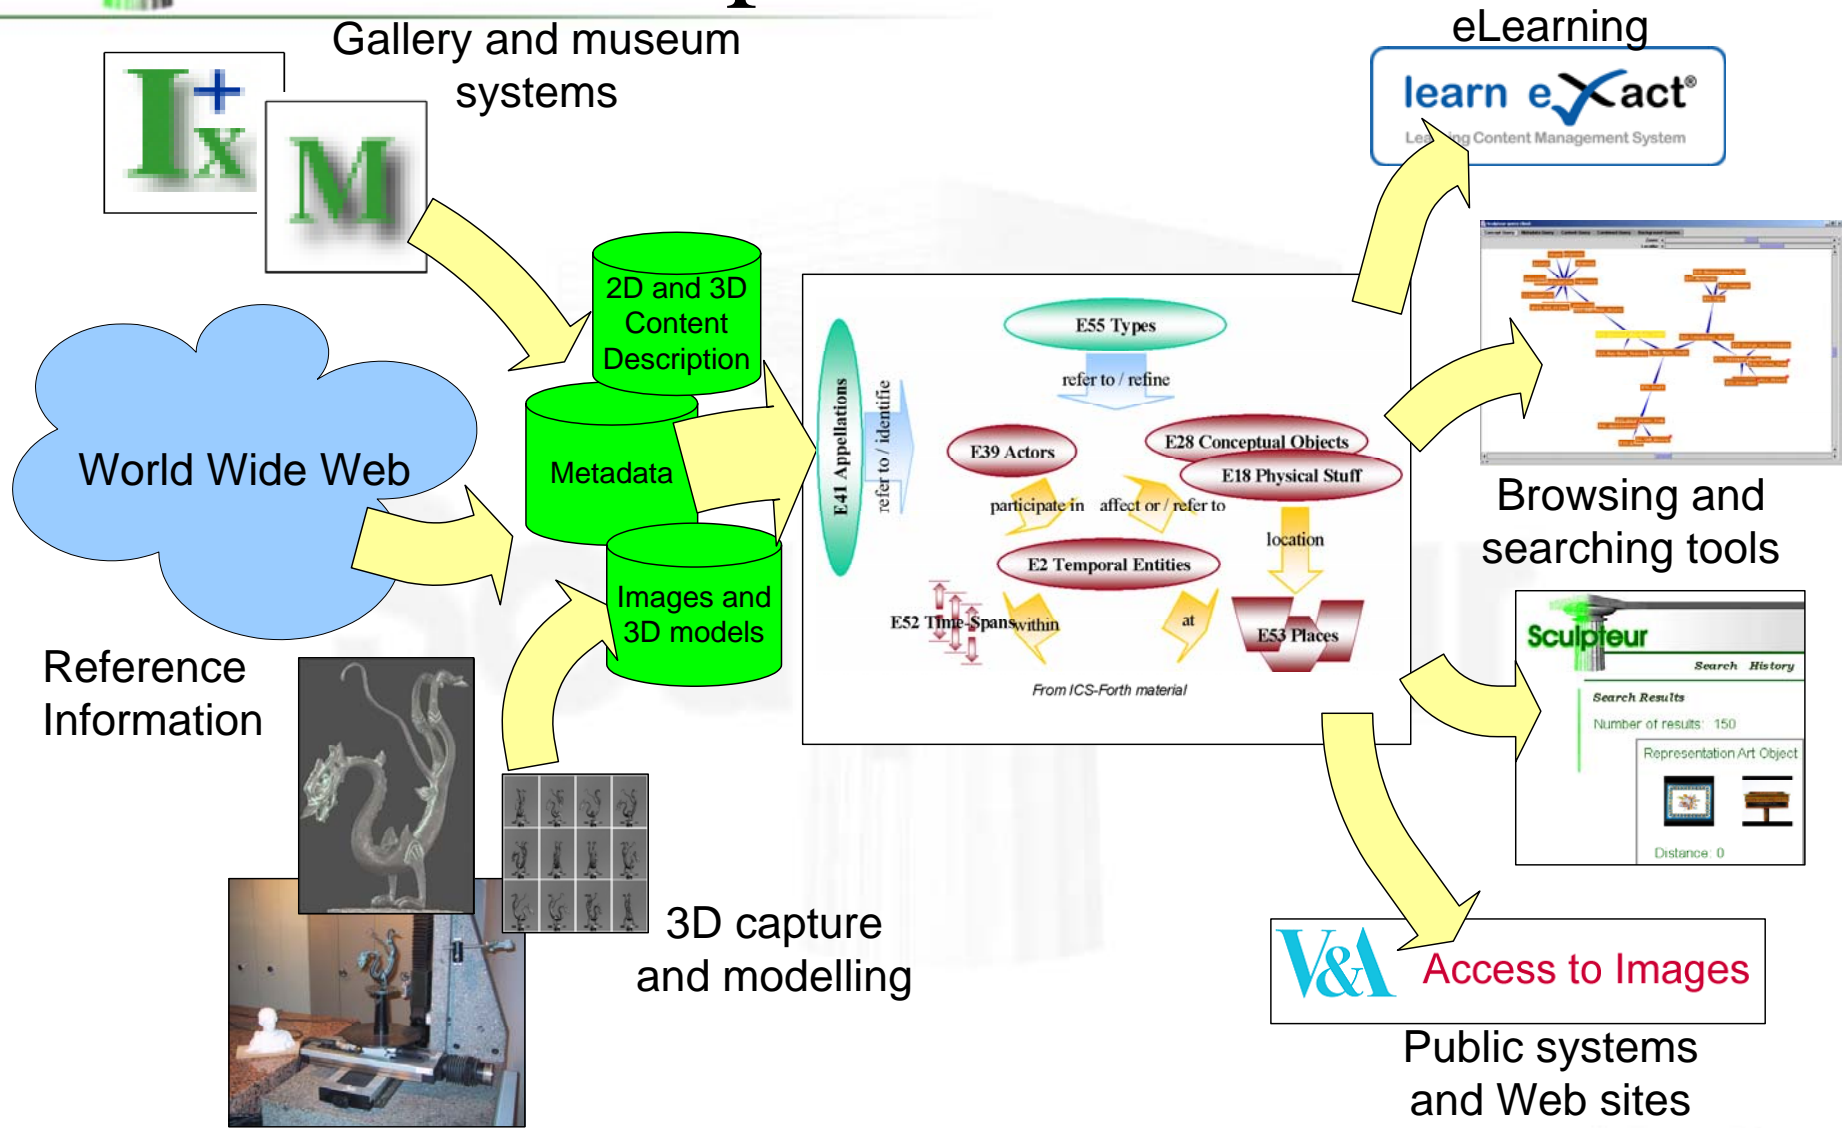 Gallery and museum
systems
I+x
M
World Wide Web
Reference
Information
2D and 3D
Content
Description
Metadata
Images and
3D models
3D capture
and modelling
E55 Types
refer to / refine
E41 Appellations
refer to / identifie
E39 Actors
E28 Conceptual Objects
E18 Physical Stuff
participate in
affect or / refer to
location
E2 Temporal Entities
E52 Time-Spans
within
at
E53 Places
From ICS-Forth material
eLearning
learn eXact®
Learning Content Management System
Browsing and
searching tools
Sculpteur
Search History
Search Results
Number of results: 150
Representation Art Object
Distance: 0
V&A Access to Images
Public systems
and Web sites